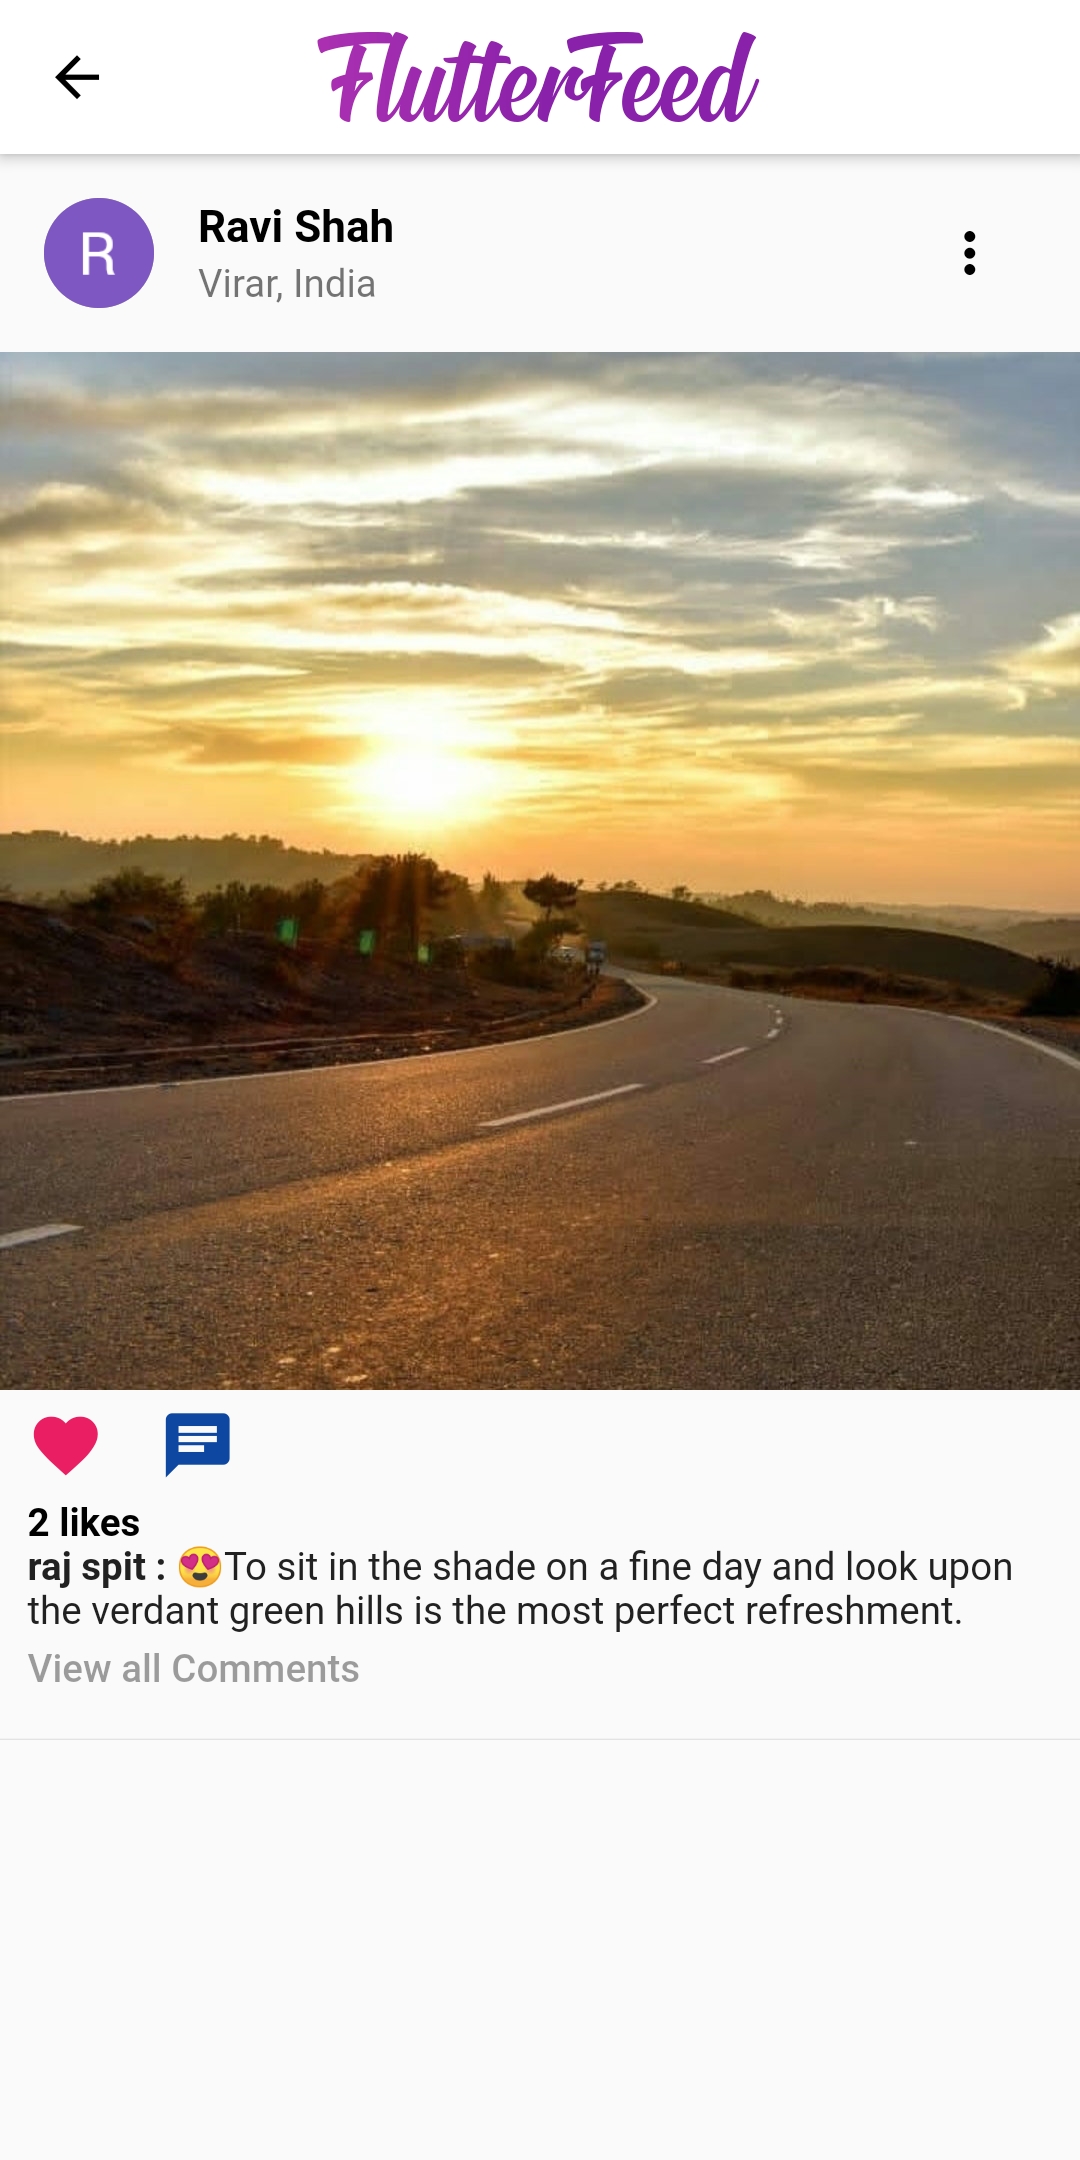 FlutterFeed
R
Ravi Shah
Virar, India
2 likes
raj spit : 😍To sit in the shade on a fine day and look upon
the verdant green hills is the most perfect refreshment.
View all Comments